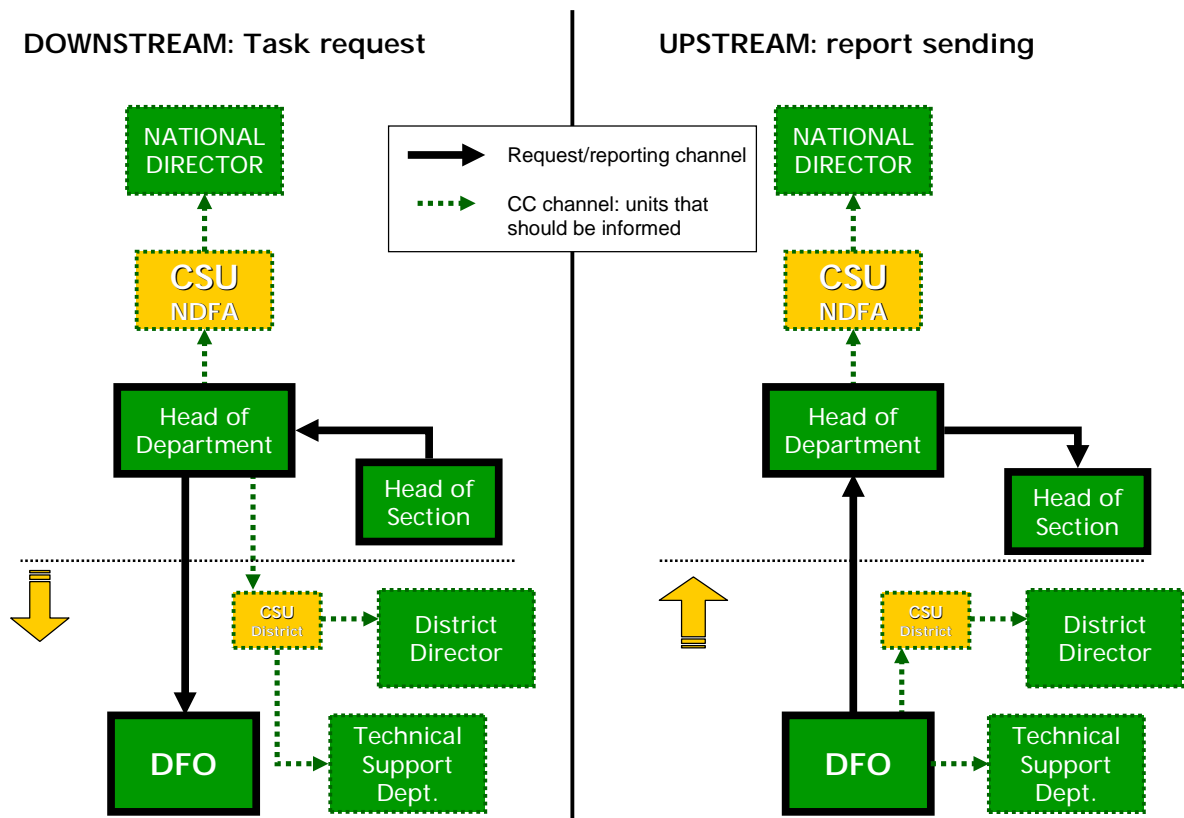 DOWNSTREAM: Task request
NATIONAL
DIRECTOR
CSU
NDFA
Head of
Department
Head of
Section
CSU
District
District
Director
DFO
Technical
Support
Dept.
Request/reporting channel
CC channel: units that
should be informed
UPSTREAM: report sending
NATIONAL
DIRECTOR
CSU
NDFA
Head of
Department
Head of
Section
CSU
District
District
Director
DFO
Technical
Support
Dept.